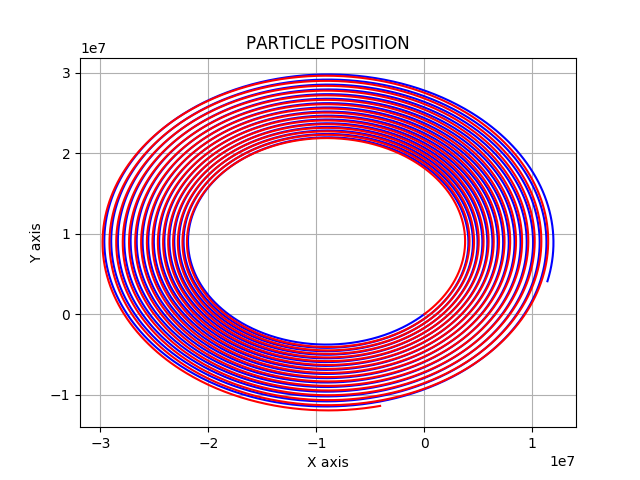 PARTICLE POSITION
1e7
3
2
1
0
−1
Y axis
−3
−2
−1
0
1
X axis
1e7